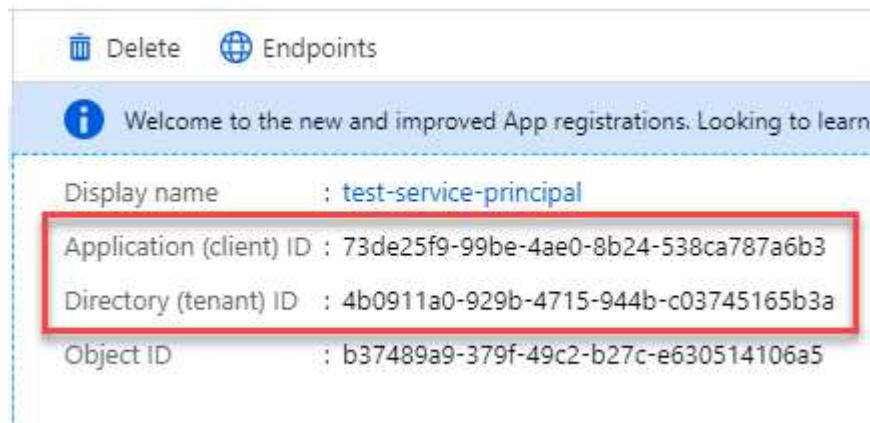 Delete Endpoints
Welcome to the new and improved App registrations. Looking to learn
Display name : test-service-principal
Application (client) ID : 73de25f9-99be-4ae0-8b24-538ca787a6b3
Directory (tenant) ID : 4b0911a0-929b-4715-944b-c03745165b3a
Object ID : b37489a9-379f-49c2-b27c-e630514106a5